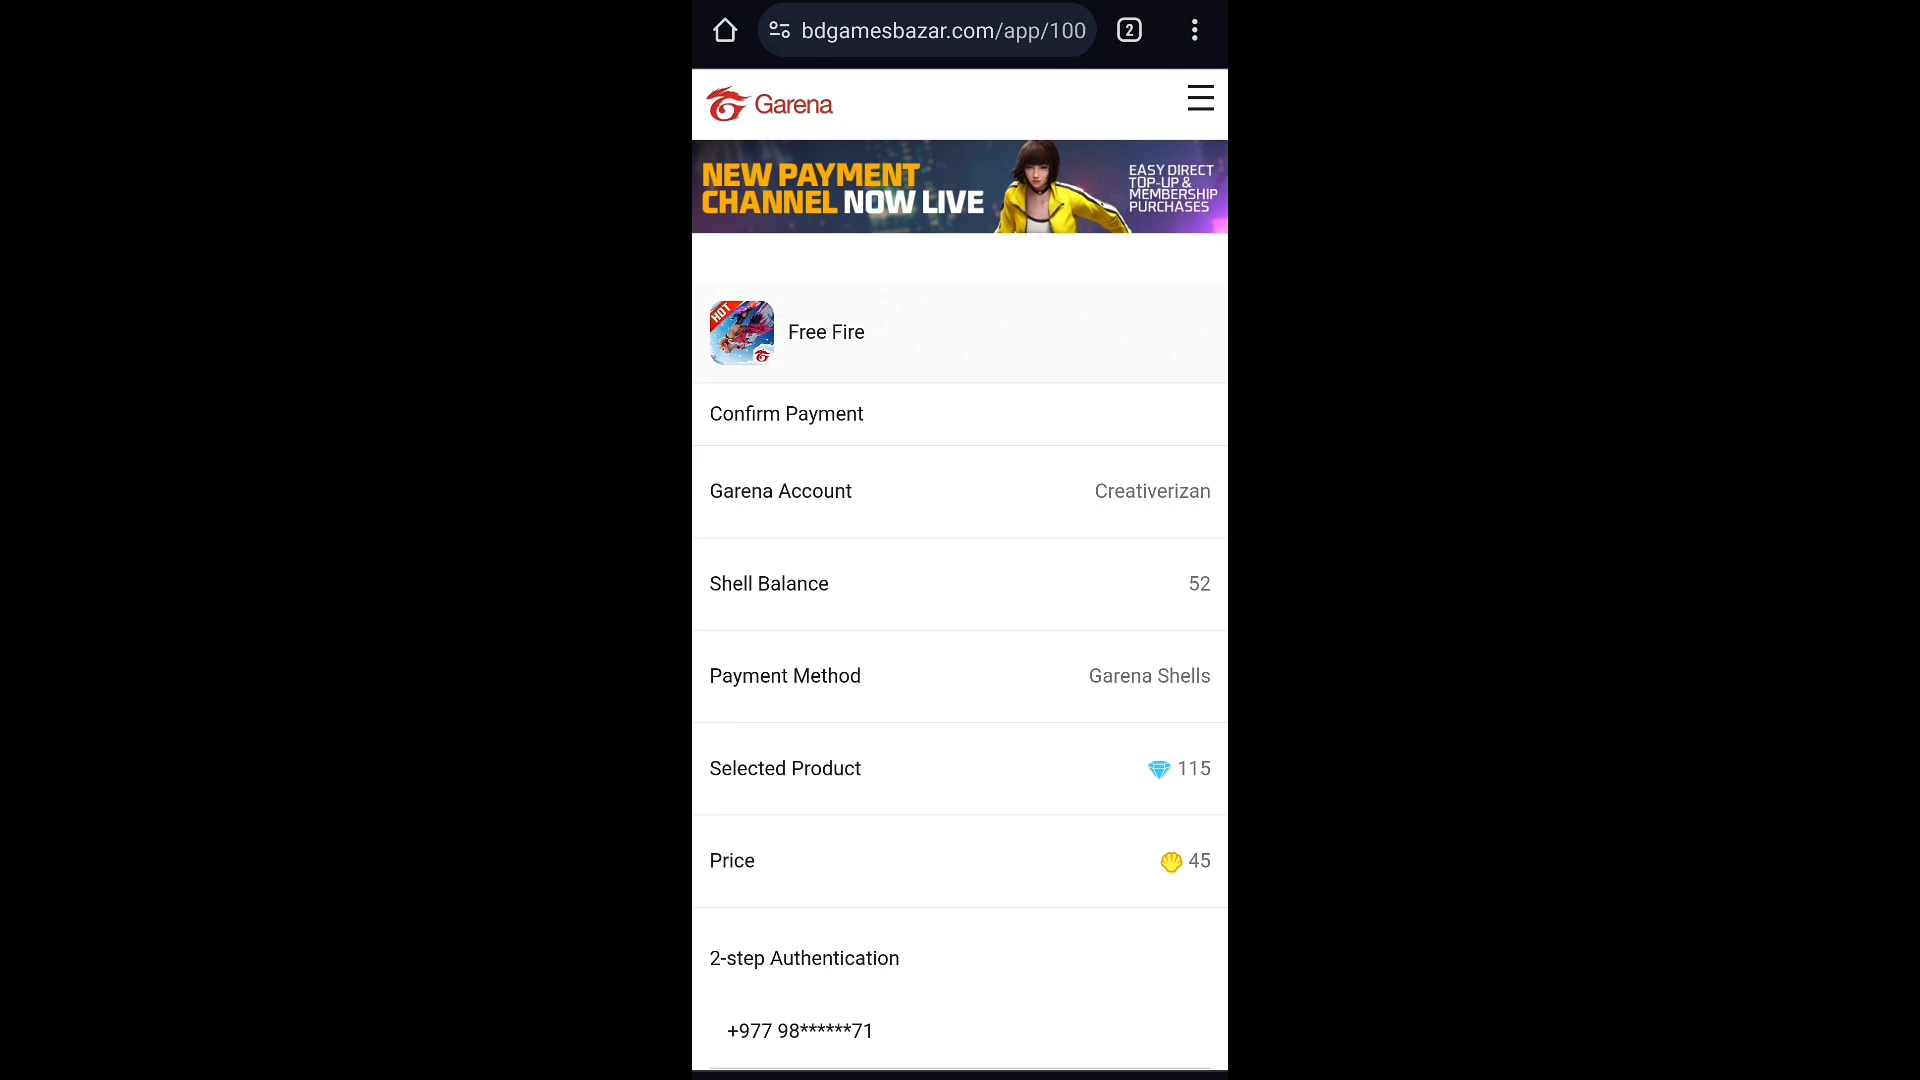 bdgamesbazar.com/app/100
2
Garena
NEW PAYMENT
CHANNEL NOW LIVE
EASY DIRECT
TOP-UP &
MEMBERSHIP
PURCHASES
HOT
Free Fire
Confirm Payment
Garena Account Creativerizan
Shell Balance 52
Payment Method Garena Shells
Selected Product 115
Price 45
2-step Authentication
+977 98******71